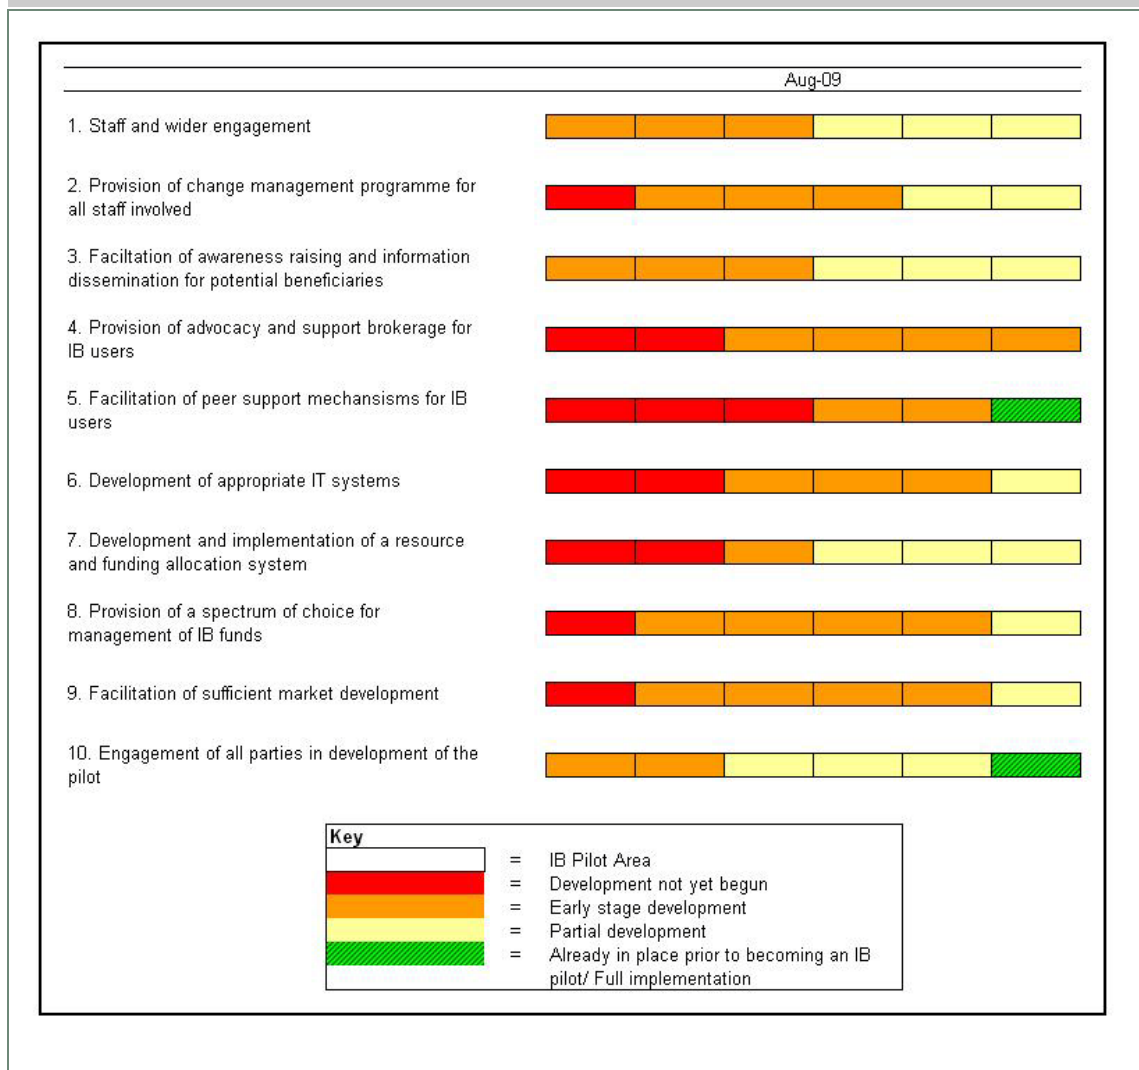 Aug-09
1. Staff and wider engagement
2. Provision of change management programme for
all staff involved
3. Faciltation of awareness raising and information
dissemination for potential beneficiaries
4. Provision of advocacy and support brokerage for
IB users
5. Facilitation of peer support mechansisms for IB
users
6. Development of appropriate IT systems
7. Development and implementation of a resource
and funding allocation system
8. Provision of a spectrum of choice for
management of IB funds
9. Facilitation of sufficient market development
10. Engagement of all parties in development of the
pilot
Key
= IB Pilot Area
= Development not yet begun
= Early stage development
= Partial development
= Already in place prior to becoming an IB
pilot/ Full implementation